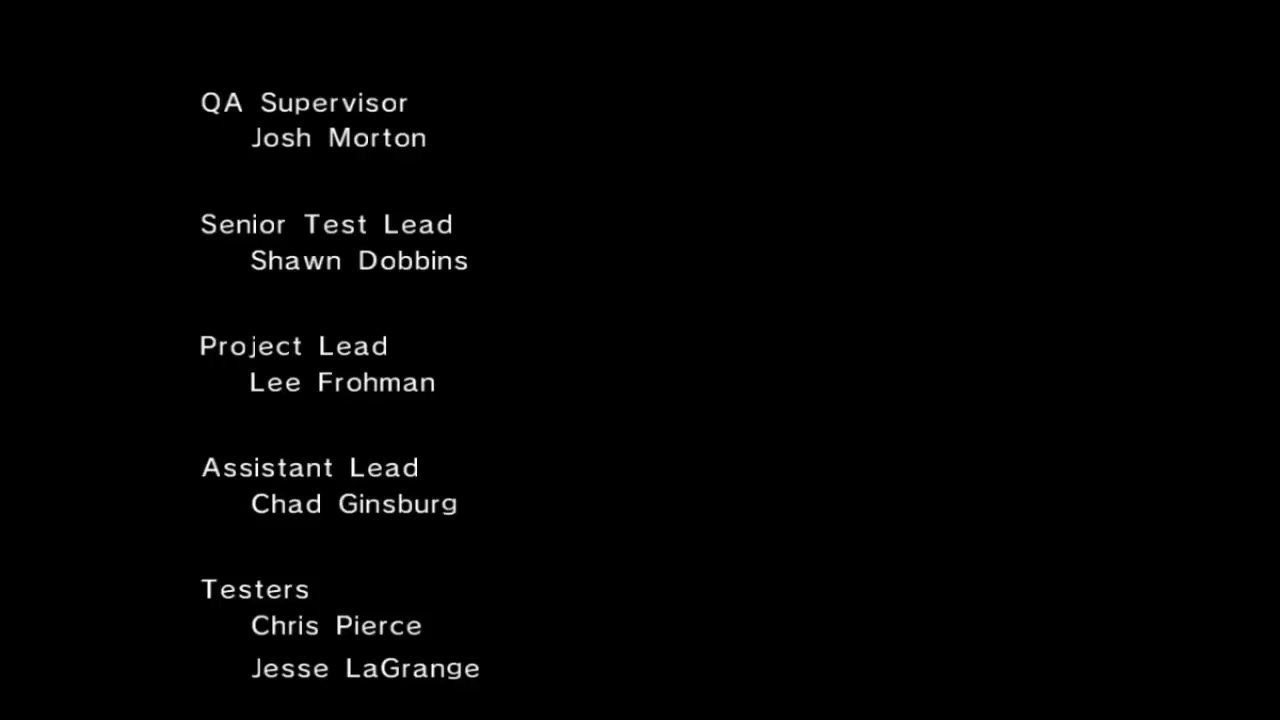 QA Supervisor
Josh Morton
Senior Test Lead
Shawn Dobbins
Project Lead
Lee Frohman
Assistant Lead
Chad Ginsburg
Testers
Chris Pierce
Jesse LaGrange